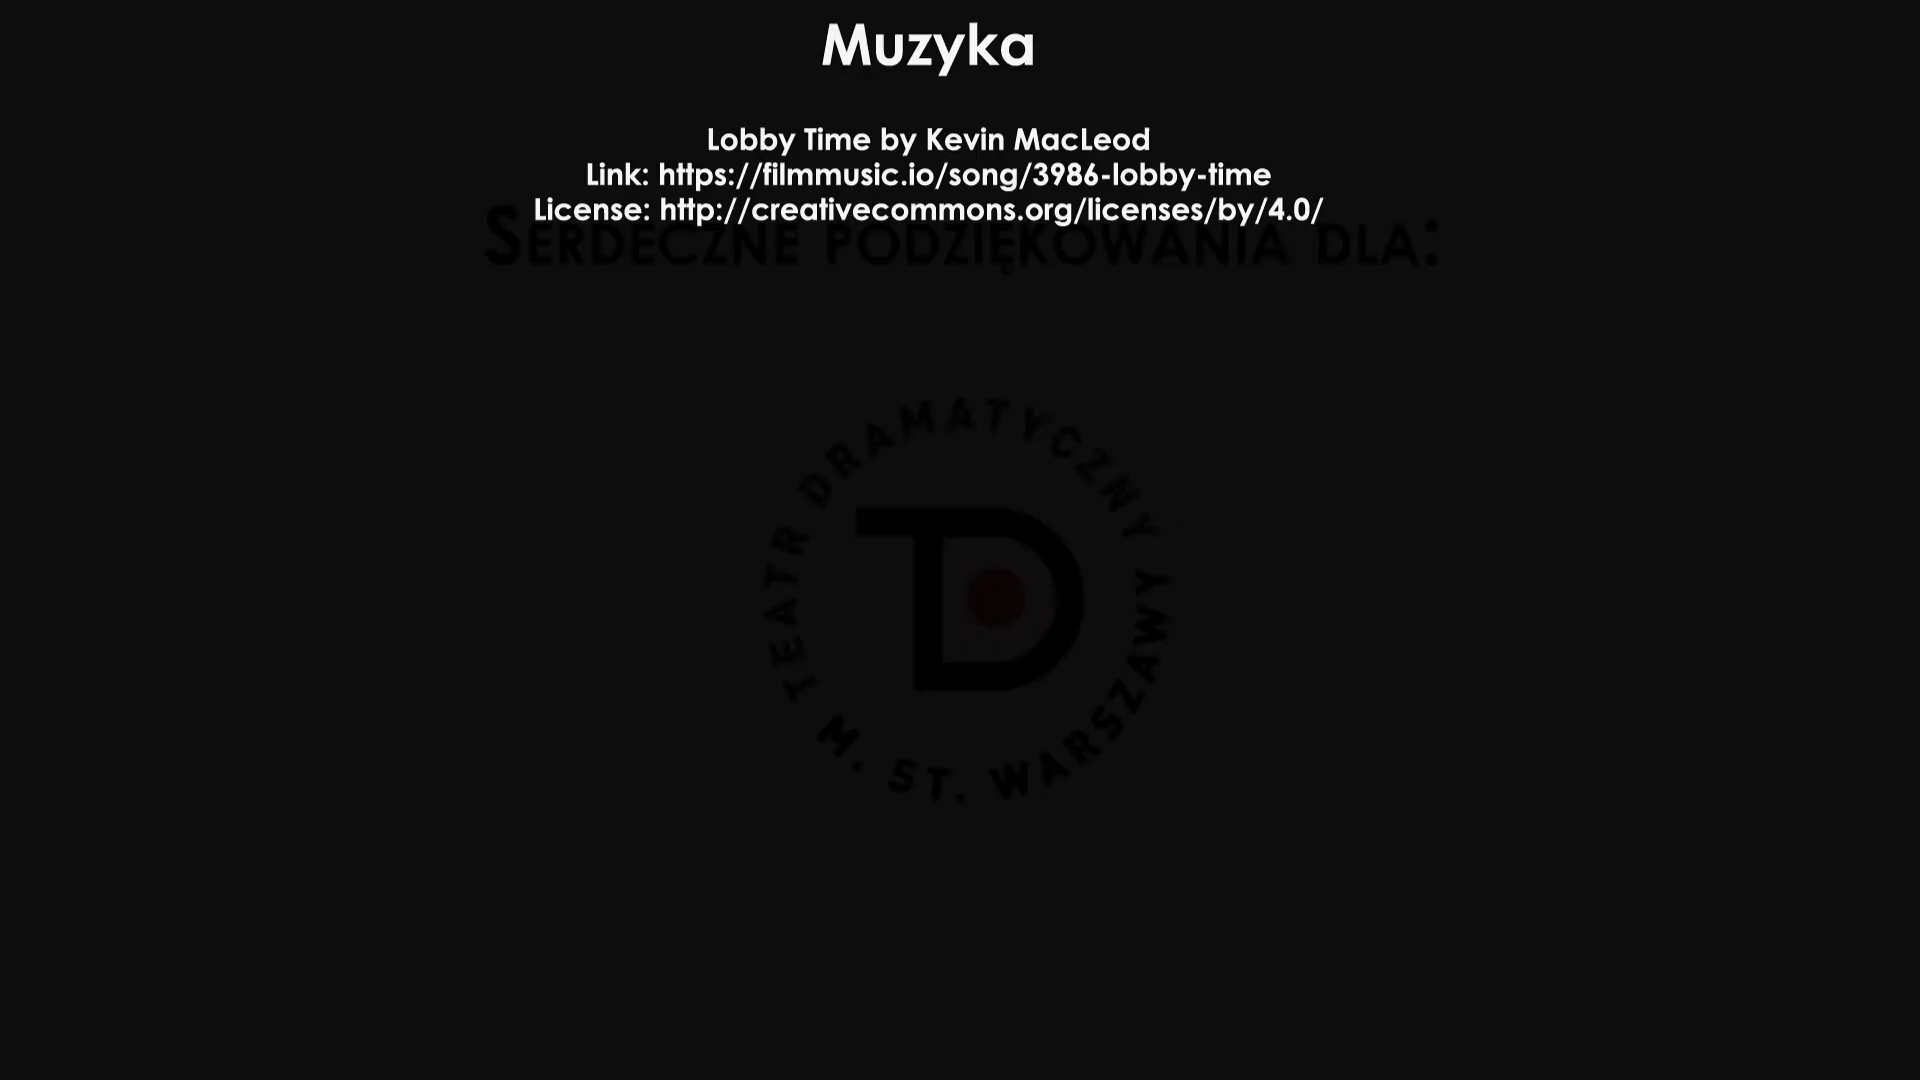 Muzyka
Lobby Time by Kevin MacLeod
Link: https://filmmusic.io/song/3986-lobby-time
License: http://creativecommons.org/licenses/by/4.0/
Serdeczne podziękowania dla:
TEATR DRAMATYCZNY
M. ST. WARSZAWY